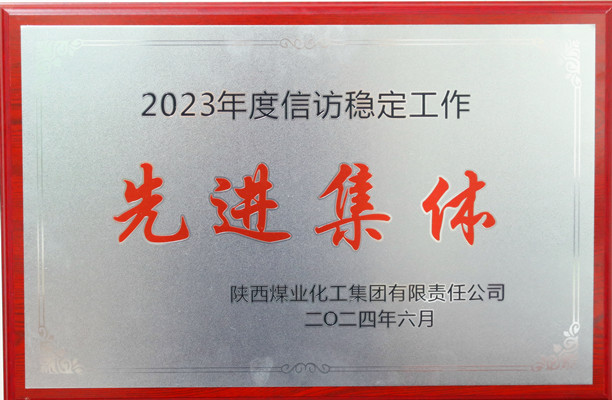 2023年度信访稳定工作
先进集体
陕西煤业化工集团有限责任公司
二〇二四年六月